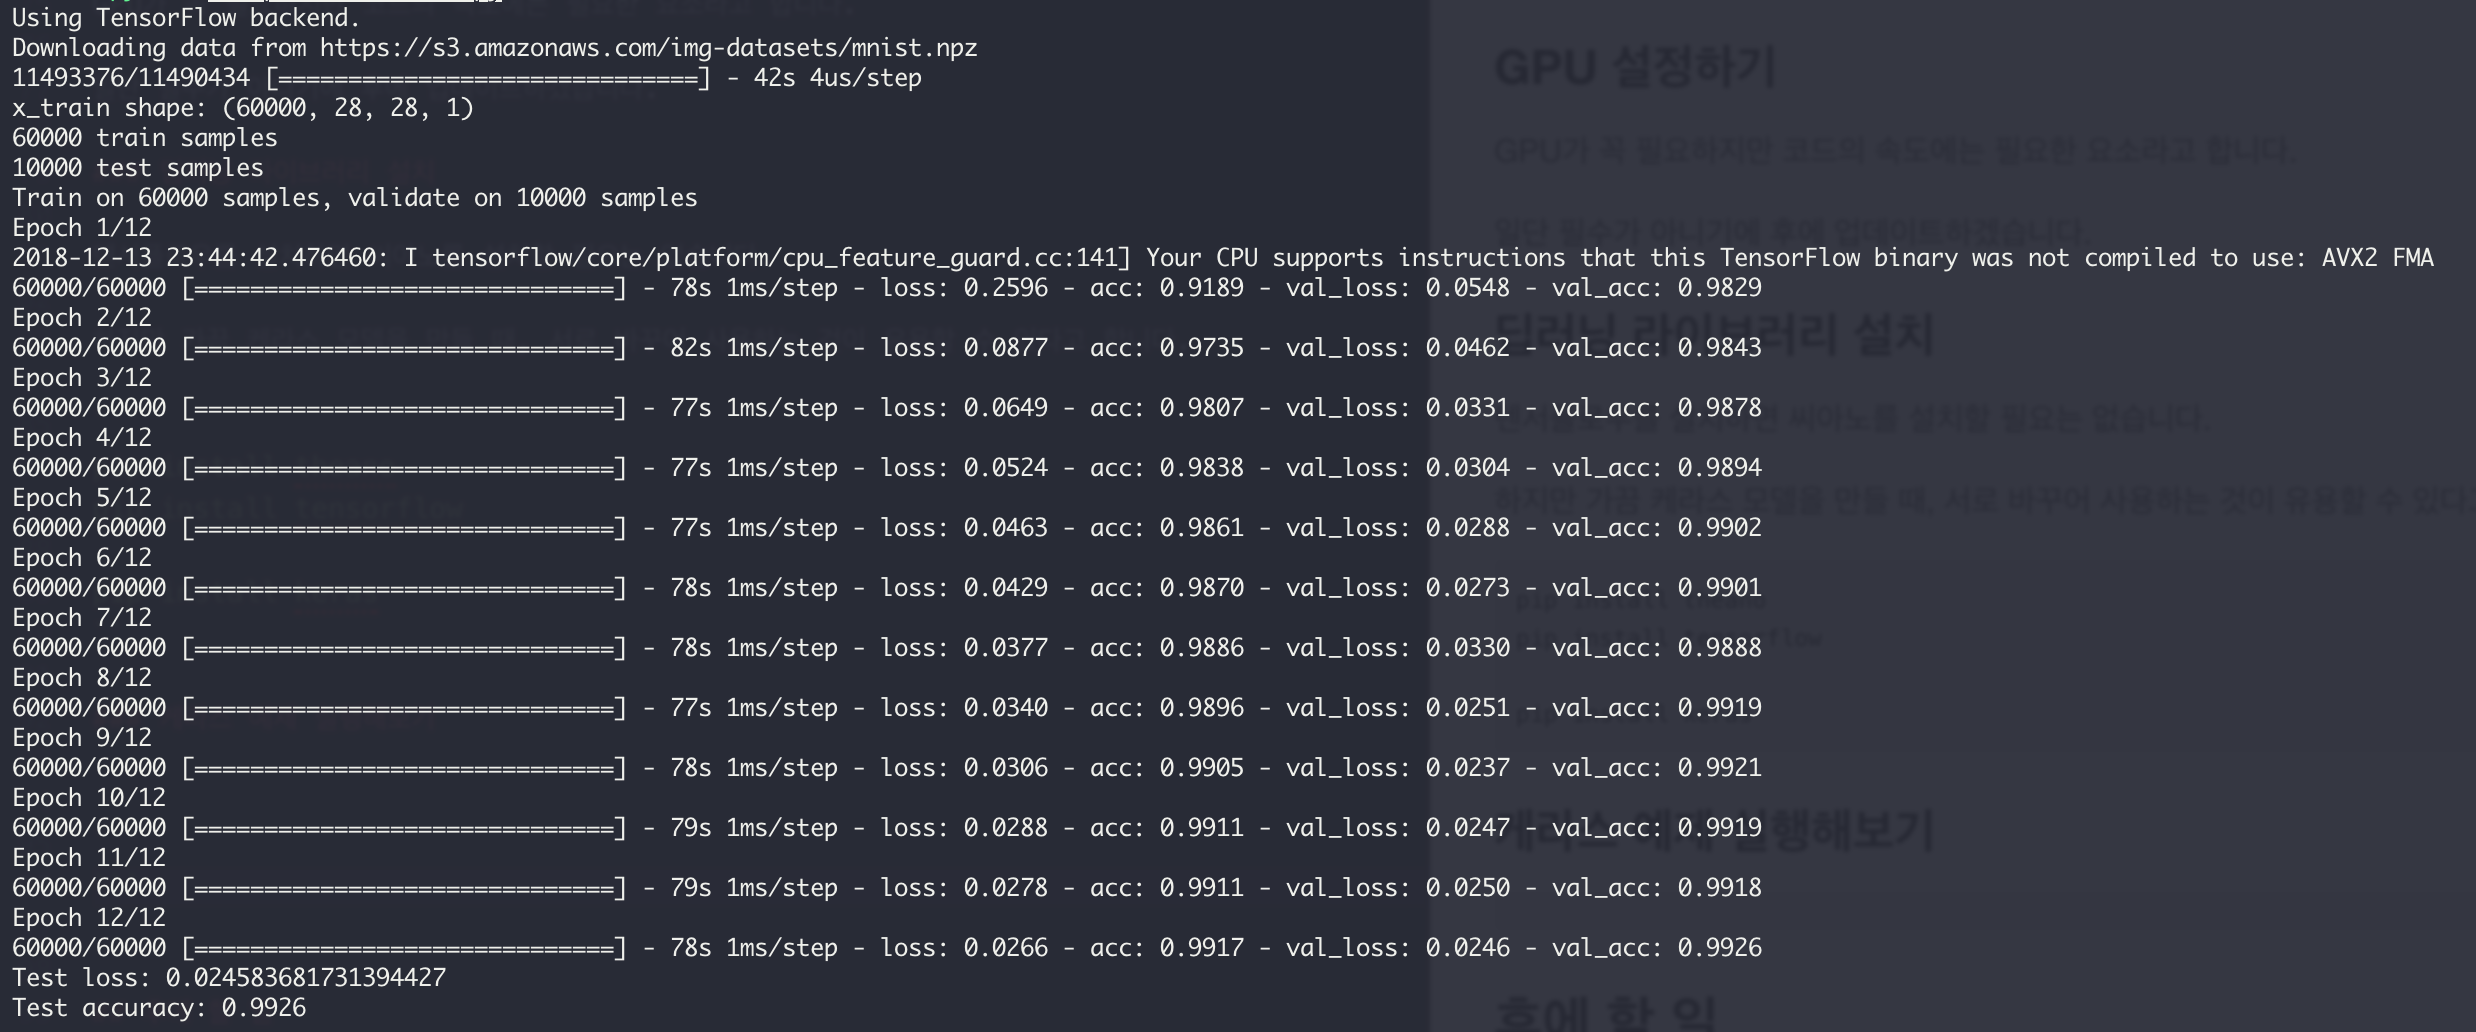 Using TensorFlow backend.
Downloading data from https://s3.amazonaws.com/img-datasets/mnist.npz
11493376/11490434 [==============================] - 42s 4us/step
x_train shape: (60000, 28, 28, 1)
60000 train samples
10000 test samples
Train on 60000 samples, validate on 10000 samples
Epoch 1/12
2018-12-13 23:44:42.476460: I tensorflow/core/platform/cpu_feature_guard.cc:141] Your CPU supports instructions that this TensorFlow binary was not compiled to use: AVX2 FMA
60000/60000 [==============================] - 78s 1ms/step - loss: 0.2596 - acc: 0.9189 - val_loss: 0.0548 - val_acc: 0.9829
Epoch 2/12
60000/60000 [==============================] - 82s 1ms/step - loss: 0.0877 - acc: 0.9735 - val_loss: 0.0462 - val_acc: 0.9843
Epoch 3/12
60000/60000 [==============================] - 77s 1ms/step - loss: 0.0649 - acc: 0.9807 - val_loss: 0.0331 - val_acc: 0.9878
Epoch 4/12
60000/60000 [==============================] - 77s 1ms/step - loss: 0.0524 - acc: 0.9838 - val_loss: 0.0304 - val_acc: 0.9894
Epoch 5/12
60000/60000 [==============================] - 77s 1ms/step - loss: 0.0463 - acc: 0.9861 - val_loss: 0.0288 - val_acc: 0.9902
Epoch 6/12
60000/60000 [==============================] - 78s 1ms/step - loss: 0.0429 - acc: 0.9870 - val_loss: 0.0273 - val_acc: 0.9901
Epoch 7/12
60000/60000 [==============================] - 78s 1ms/step - loss: 0.0377 - acc: 0.9886 - val_loss: 0.0330 - val_acc: 0.9888
Epoch 8/12
60000/60000 [==============================] - 77s 1ms/step - loss: 0.0340 - acc: 0.9896 - val_loss: 0.0251 - val_acc: 0.9919
Epoch 9/12
60000/60000 [==============================] - 78s 1ms/step - loss: 0.0306 - acc: 0.9905 - val_loss: 0.0237 - val_acc: 0.9921
Epoch 10/12
60000/60000 [==============================] - 79s 1ms/step - loss: 0.0288 - acc: 0.9911 - val_loss: 0.0247 - val_acc: 0.9919
Epoch 11/12
60000/60000 [==============================] - 79s 1ms/step - loss: 0.0278 - acc: 0.9911 - val_loss: 0.0250 - val_acc: 0.9918
Epoch 12/12
60000/60000 [==============================] - 78s 1ms/step - loss: 0.0266 - acc: 0.9917 - val_loss: 0.0246 - val_acc: 0.9926
Test loss: 0.024583681731394427
Test accuracy: 0.9926
GPU 설정하기
GPU가 꼭 필요하지만 코드의 속도에는 필요한 요소라고 합니다.
일단 필수가 아니기에 후에 업데이트하겠습니다.
딥러닝 라이브러리 설치
설치하면 씨아노를 설치할 필요는 없습니다.
하지만 가끔 케라스 모델을 만들 때, 서로 바꾸며 사용하는 것이 유용할 수 있다고
pip install theano
pip install tensorflow
pip
케라스 예제 실행해보기
후에 할 일